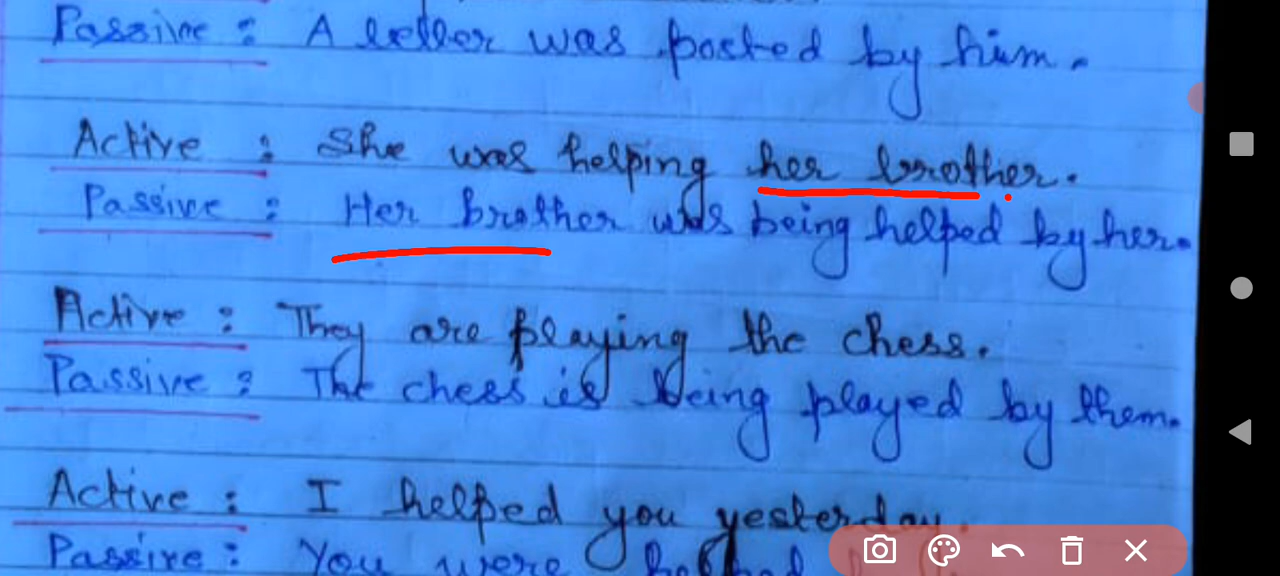 Passive : A letter was posted by him.
Active : She was helping her brother.
Passive : Her brother was being helped by her.
Active : They are playing the chess.
Passive : The chess is being played by them.
Active : I helped you yesterday.
Passive : You were helped